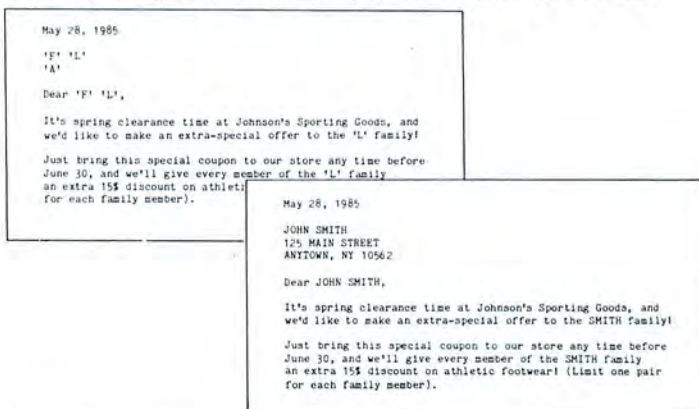 May 28, 1985
'F' 'L'
'A'
Dear 'F' 'L',
It's spring clearance time at Johnson's Sporting Goods, and
we'd like to make an extra-special offer to the 'L' family!
Just bring this special coupon to our store any time before
June 30, and we'll give every member of the 'L' family
an extra 15% discount on athleti
for each family member).
May 28, 1985
JOHN SMITH
125 MAIN STREET
ANYTOWN, NY 10562
Dear JOHN SMITH,
It's spring clearance time at Johnson's Sporting Goods, and
we'd like to make an extra-special offer to the SMITH family!
Just bring this special coupon to our store any time before
June 30, and we'll give every member of the SMITH family
an extra 15% discount on athletic footwear! (Limit one pair
for each family member).